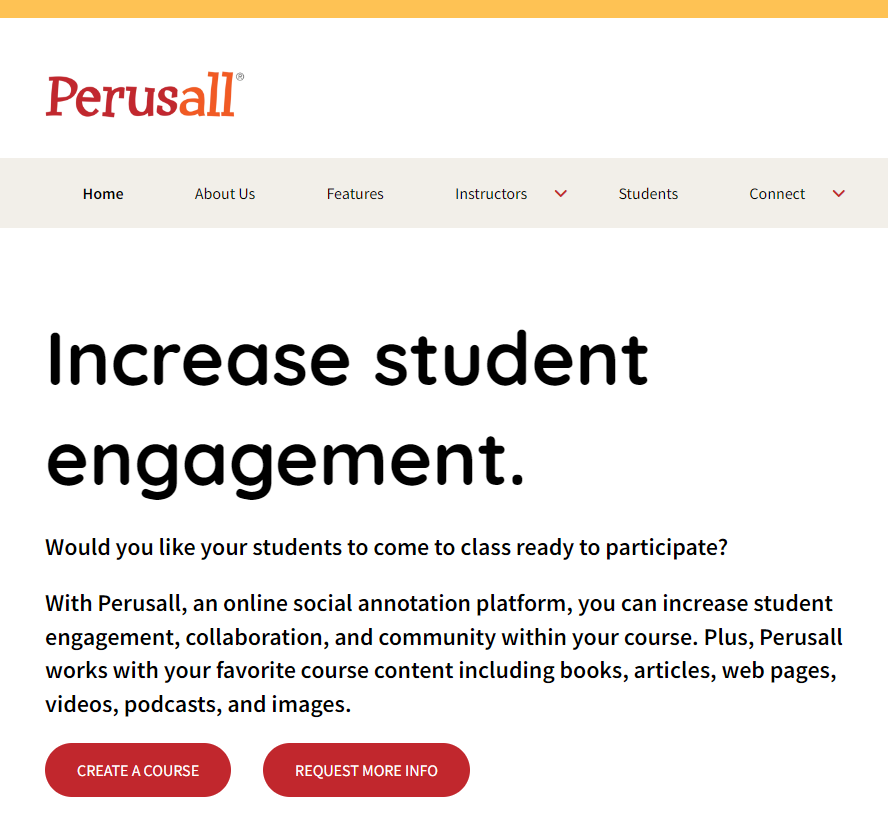 Perusall®
Home About Us Features Instructors Students Connect
Increase student
engagement.
Would you like your students to come to class ready to participate?
With Perusall, an online social annotation platform, you can increase student
engagement, collaboration, and community within your course. Plus, Perusall
works with your favorite course content including books, articles, web pages,
videos, podcasts, and images.
CREATE A COURSE REQUEST MORE INFO